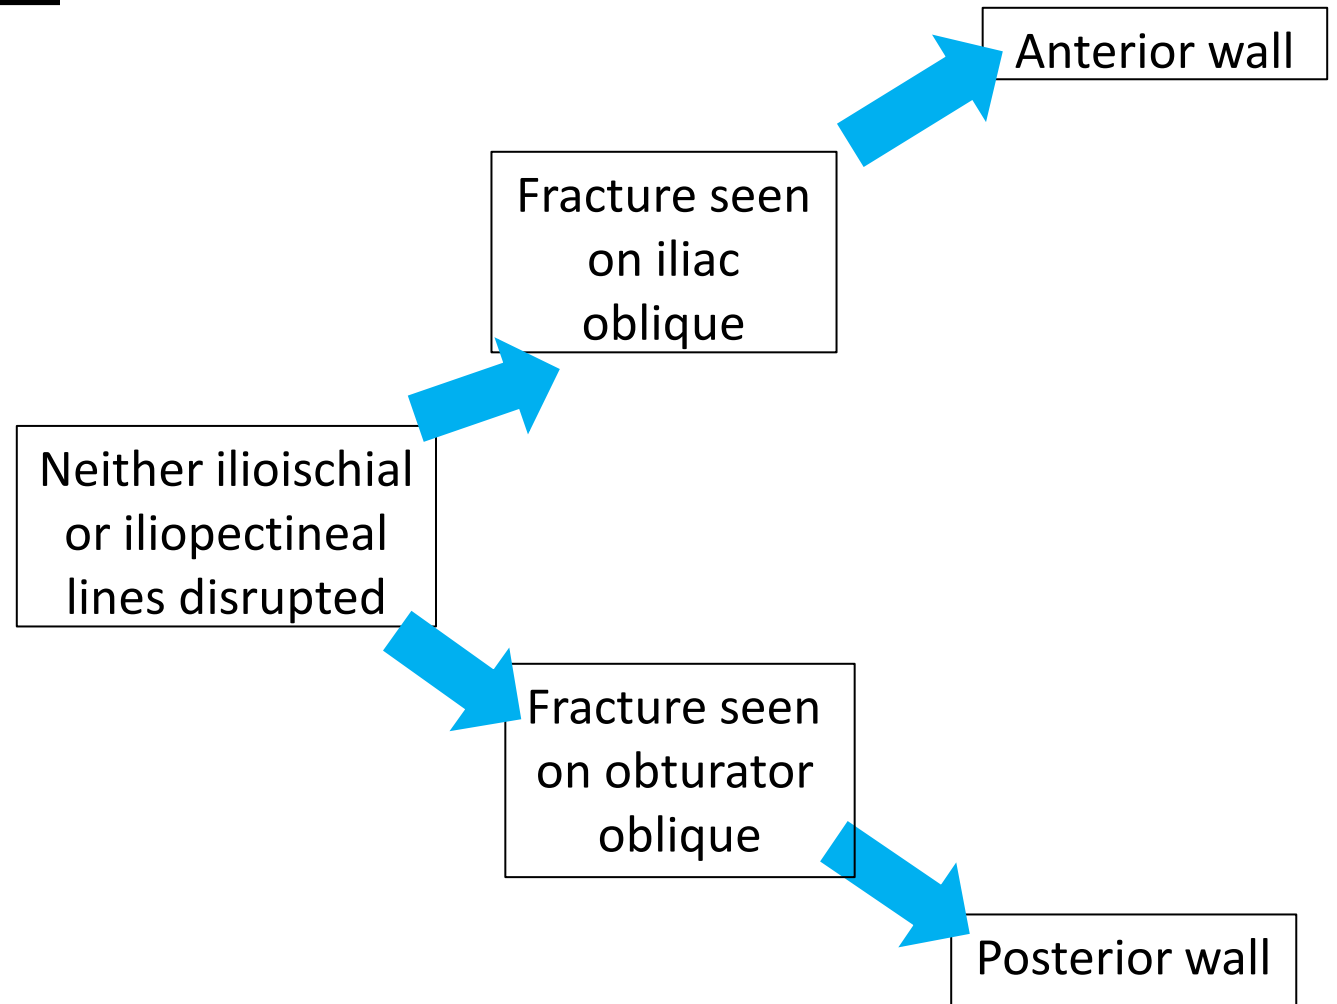 Anterior wall
Fracture seen
on iliac
oblique
Neither ilioischial
or iliopectineal
lines disrupted
Fracture seen
on obturator
oblique
Posterior wall